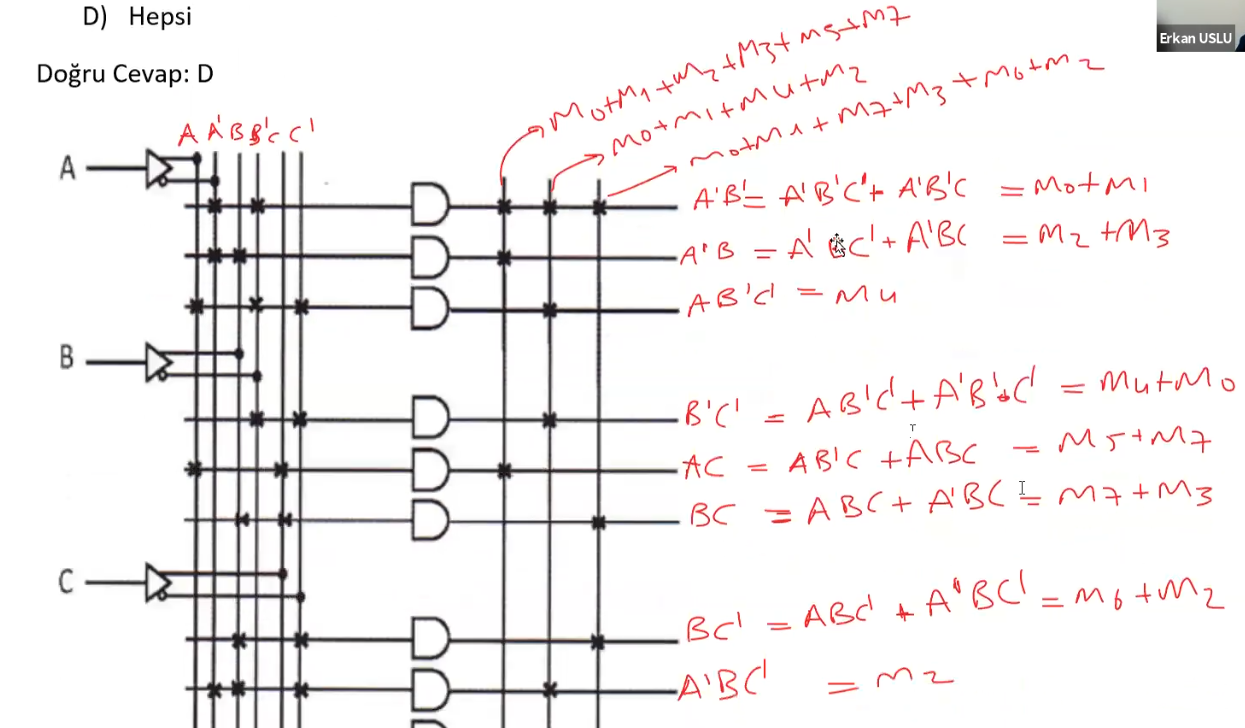 D) Hepsi
Erkan USLU
Doğru Cevap: D
m0+m1+m2+m3+m5+m7
m0+m1+m4+m2
m0+m1+m7+m3+m6+m2
A A' B B' C C'
A
A'B' = A'B'C' + A'B'C = m0+m1
A'B = A'BC' + A'BC = m2+m3
AB'C' = m4
B
B'C' = AB'C' + A'B'C' = m4+m0
AC = AB'C + ABC = m5+m7
BC = ABC + A'BC = m7+m3
C
BC' = ABC' + A'BC' = m6+m2
A'BC' = m2